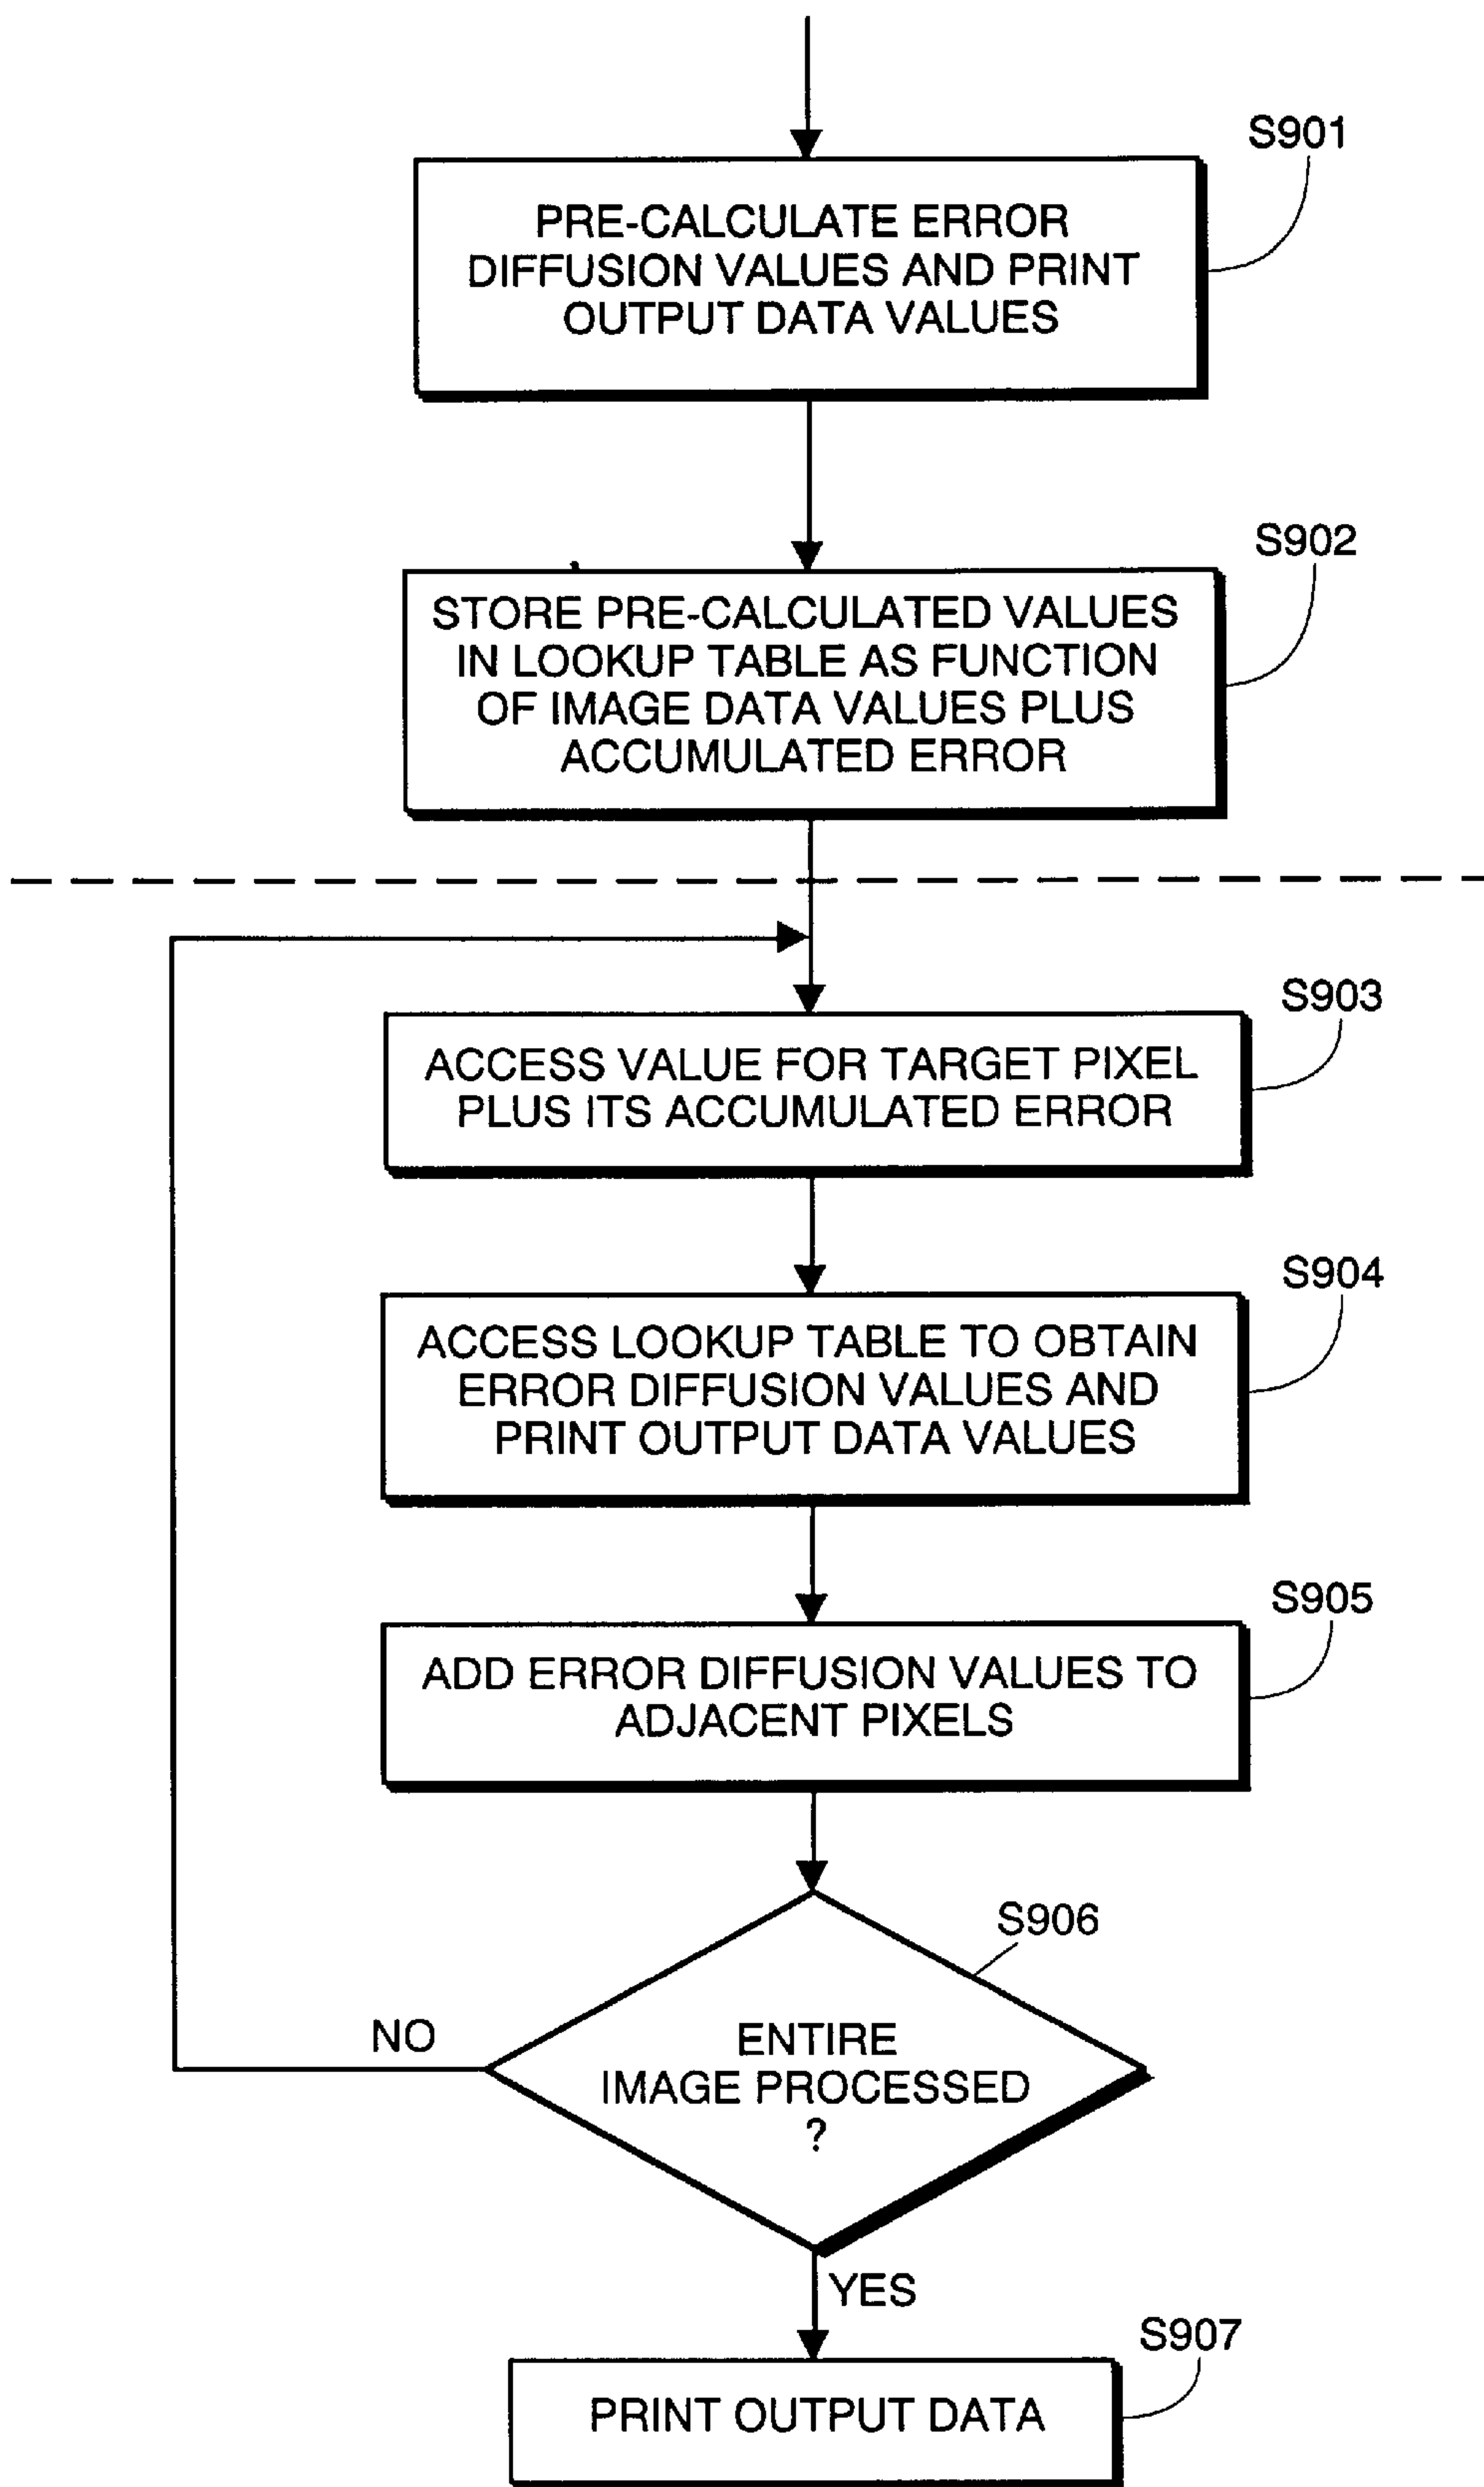 S901
PRE-CALCULATE ERROR
DIFFUSION VALUES AND PRINT
OUTPUT DATA VALUES
S902
STORE PRE-CALCULATED VALUES
IN LOOKUP TABLE AS FUNCTION
OF IMAGE DATA VALUES PLUS
ACCUMULATED ERROR
S903
ACCESS VALUE FOR TARGET PIXEL
PLUS ITS ACCUMULATED ERROR
S904
ACCESS LOOKUP TABLE TO OBTAIN
ERROR DIFFUSION VALUES AND
PRINT OUTPUT DATA VALUES
S905
ADD ERROR DIFFUSION VALUES TO
ADJACENT PIXELS
S906
NO
ENTIRE
IMAGE PROCESSED
?
YES
S907
PRINT OUTPUT DATA